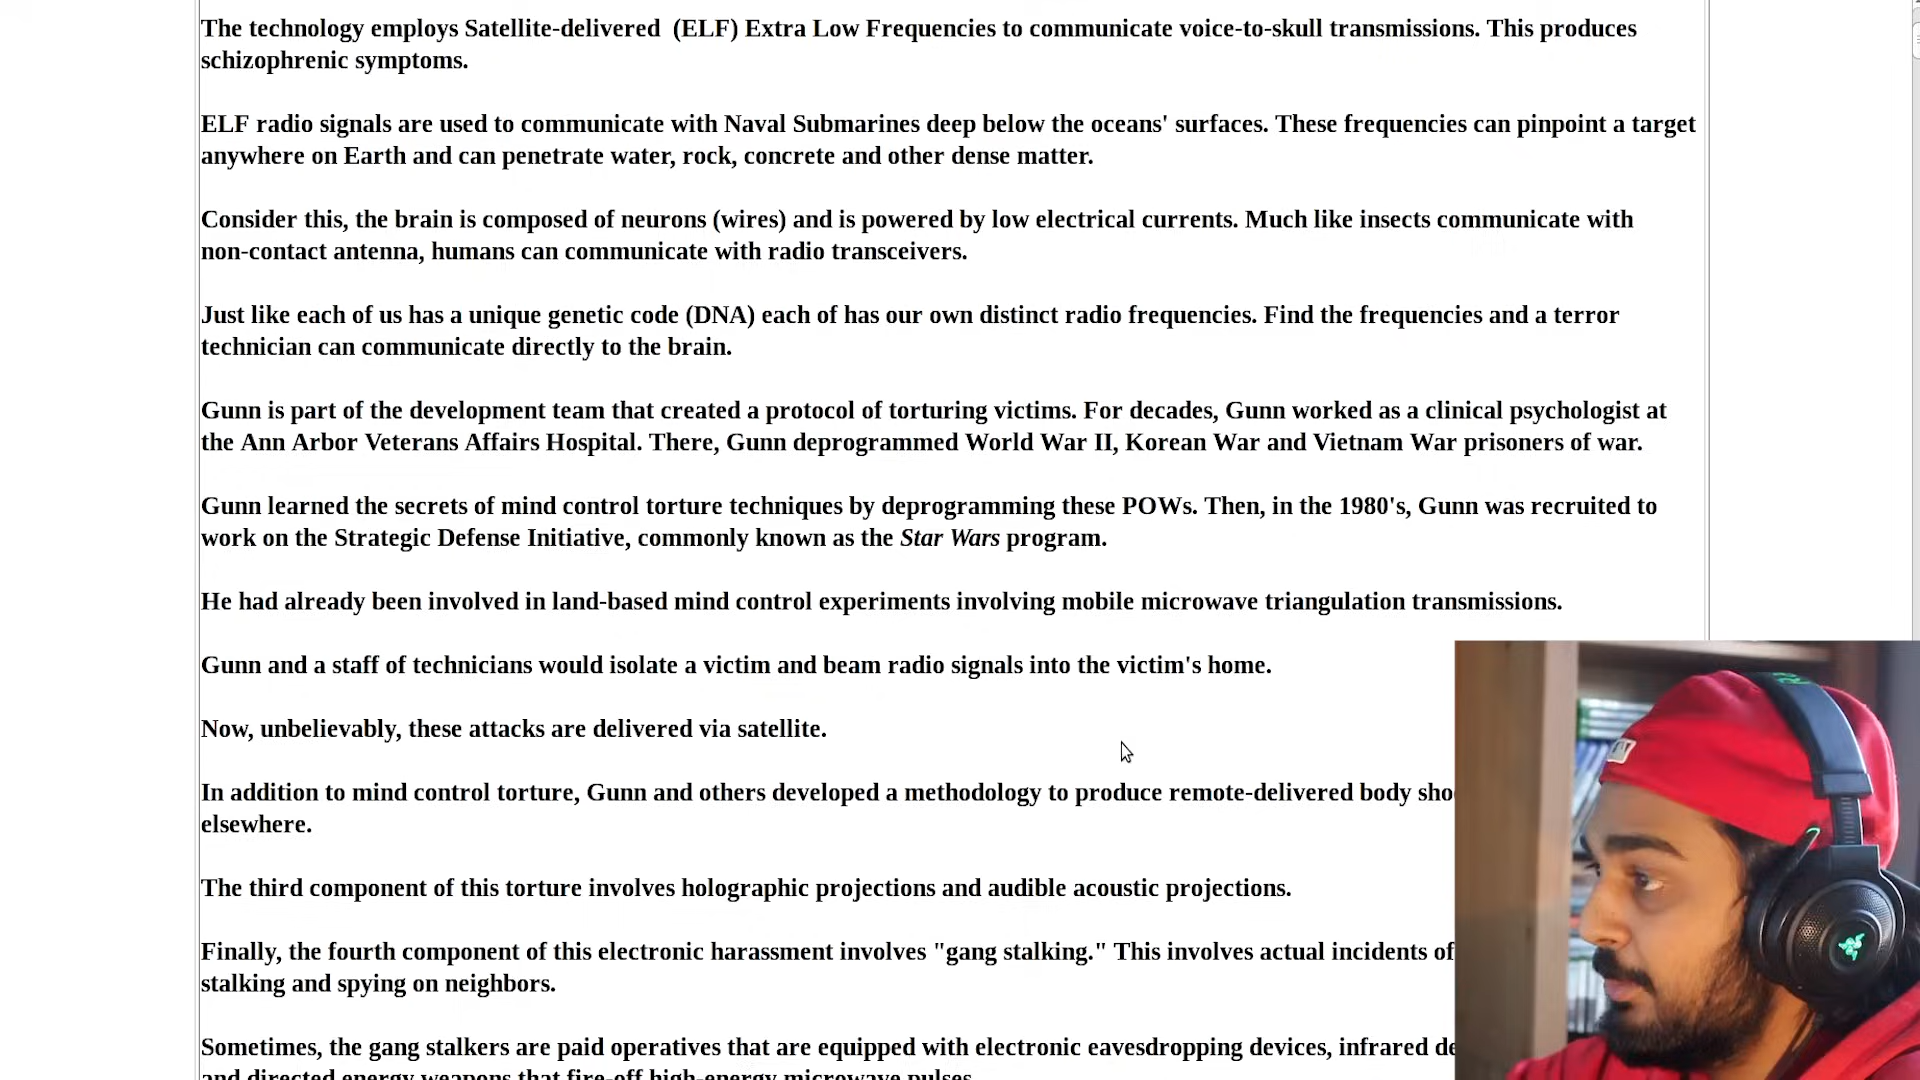 The technology employs Satellite-delivered (ELF) Extra Low Frequencies to communicate voice-to-skull transmissions. This produces
schizophrenic symptoms.
ELF radio signals are used to communicate with Naval Submarines deep below the oceans' surfaces. These frequencies can pinpoint a target
anywhere on Earth and can penetrate water, rock, concrete and other dense matter.
Consider this, the brain is composed of neurons (wires) and is powered by low electrical currents. Much like insects communicate with
non-contact antenna, humans can communicate with radio transceivers.
Just like each of us has a unique genetic code (DNA) each of has our own distinct radio frequencies. Find the frequencies and a terror
technician can communicate directly to the brain.
Gunn is part of the development team that created a protocol of torturing victims. For decades, Gunn worked as a clinical psychologist at
the Ann Arbor Veterans Affairs Hospital. There, Gunn deprogrammed World War II, Korean War and Vietnam War prisoners of war.
Gunn learned the secrets of mind control torture techniques by deprogramming these POWs. Then, in the 1980's, Gunn was recruited to
work on the Strategic Defense Initiative, commonly known as the Star Wars program.
He had already been involved in land-based mind control experiments involving mobile microwave triangulation transmissions.
Gunn and a staff of technicians would isolate a victim and beam radio signals into the victim's home.
Now, unbelievably, these attacks are delivered via satellite.
In addition to mind control torture, Gunn and others developed a methodology to produce remote-delivered body
elsewhere.
The third component of this torture involves holographic projections and audible acoustic projections.
Finally, the fourth component of this electronic harassment involves "gang stalking." This involves actual incidents of
stalking and spying on neighbors.
Sometimes, the gang stalkers are paid operatives that are equipped with electronic eavesdropping devices, infrared
and directed energy weapons that fire-off high-energy microwave pulses.